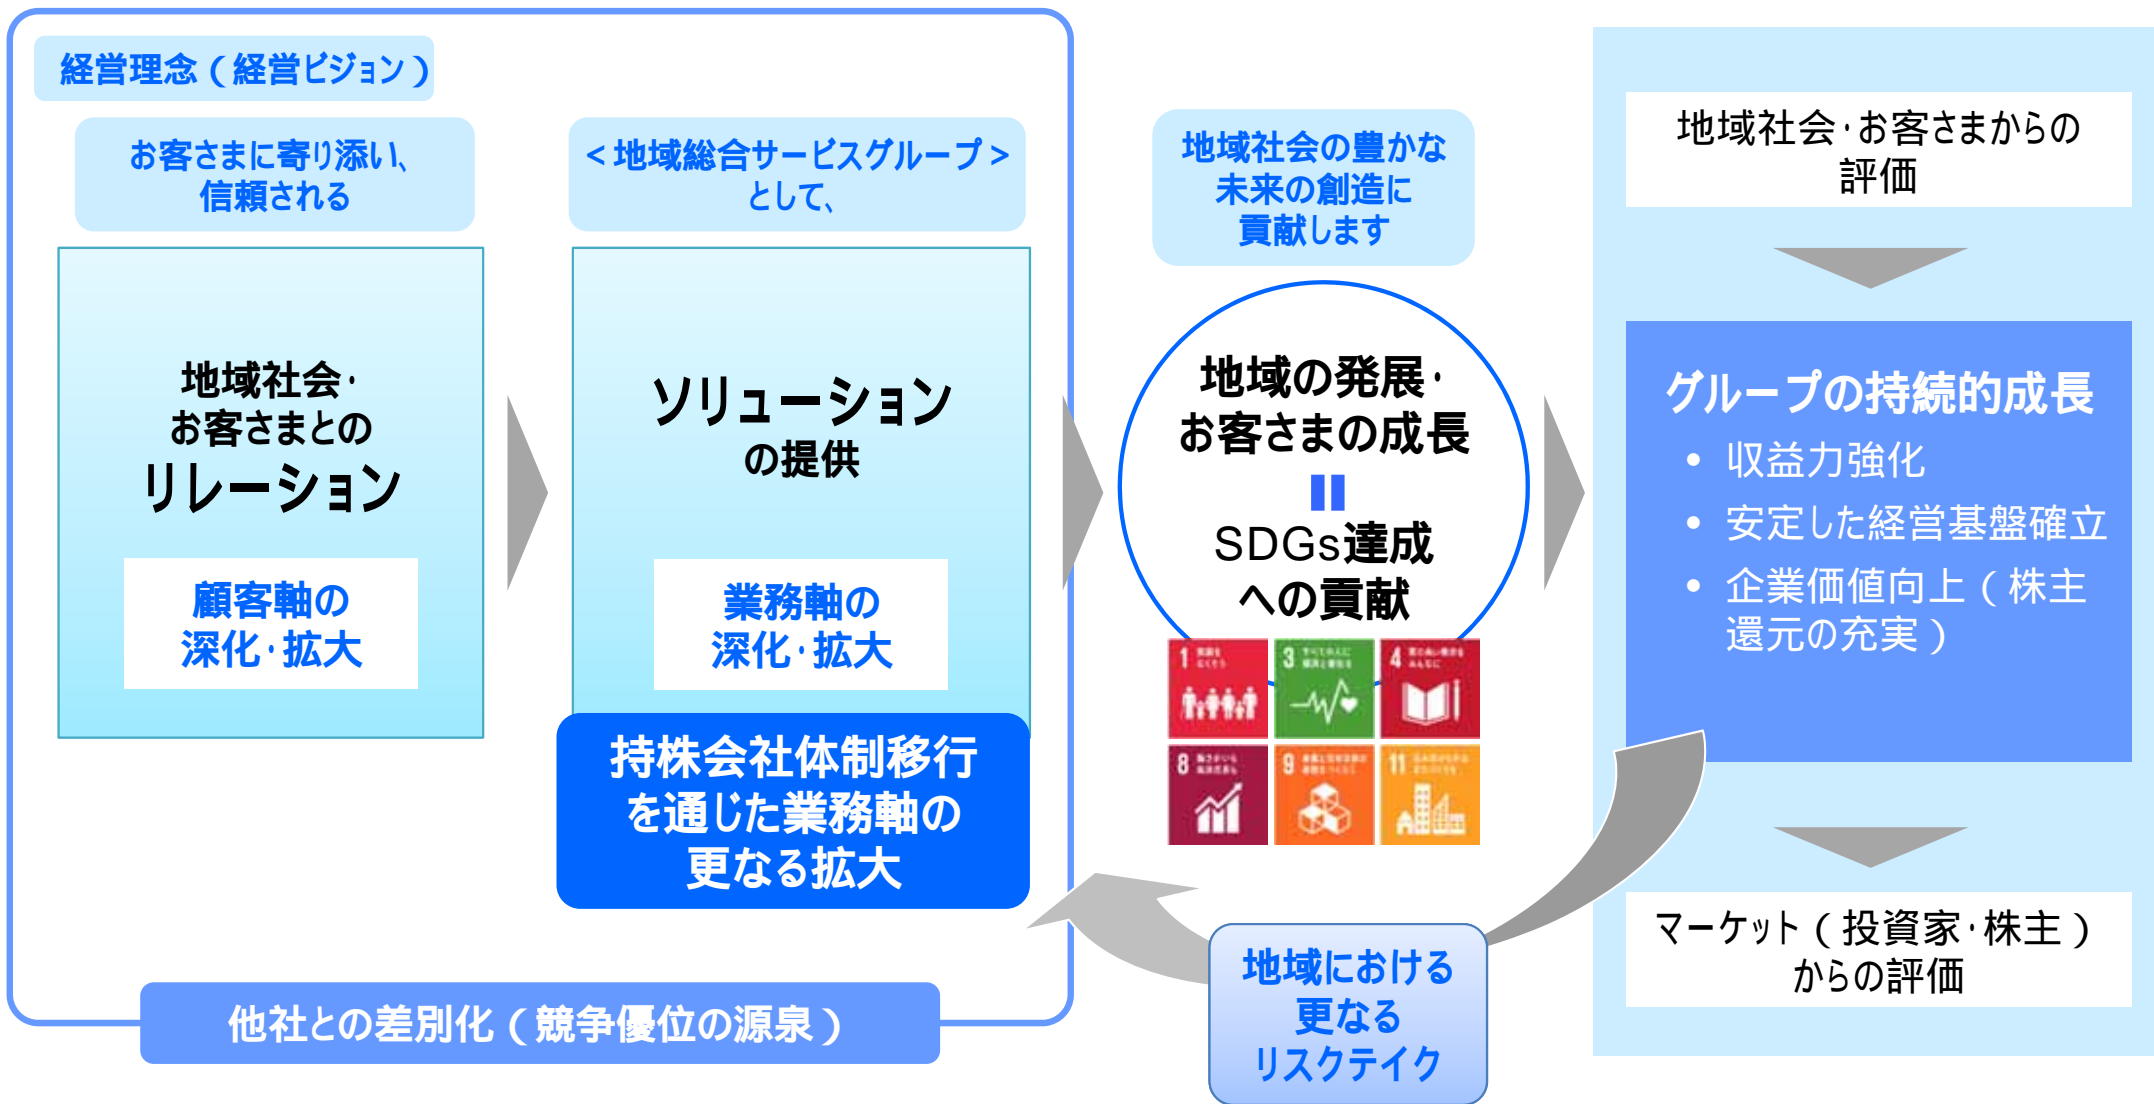 経営理念（経営ビジョン）
お客さまに寄り添い、
信頼される
地域社会・
お客さまとの
リレーション
顧客軸の
深化・拡大
＜地域総合サービスグループ＞
として、
ソリューション
の提供
業務軸の
深化・拡大
持株会社体制移行
を通じた業務軸の
更なる拡大
他社との差別化（競争優位の源泉）
地域社会の豊かな
未来の創造に
貢献します
地域の発展・
お客さまの成長
SDGs達成
への貢献
1
3
4
8
9
11
地域における
更なる
リスクテイク
地域社会・お客さまからの
評価
グループの持続的成長
• 収益力強化
• 安定した経営基盤確立
• 企業価値向上（株主
還元の充実）
マーケット（投資家・株主）
からの評価